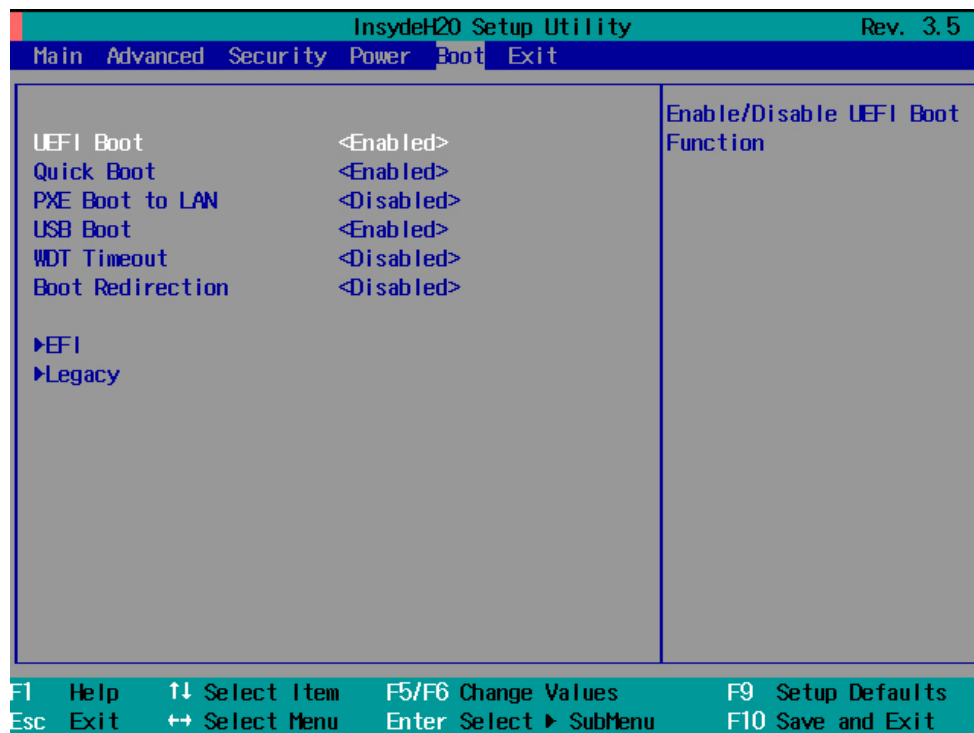 InsydeH20 Setup Utility Rev. 3.5
Main Advanced Security Power Boot Exit
Enable/Disable UEFI Boot
Function
UEFI Boot <Enabled>
Quick Boot <Enabled>
PXE Boot to LAN <Disabled>
USB Boot <Enabled>
WDT Timeout <Disabled>
Boot Redirection <Disabled>
▶EFI
▶Legacy
F1 Help ↑↓ Select Item F5/F6 Change Values F9 Setup Defaults
Esc Exit ↔ Select Menu Enter Select ▶ SubMenu F10 Save and Exit